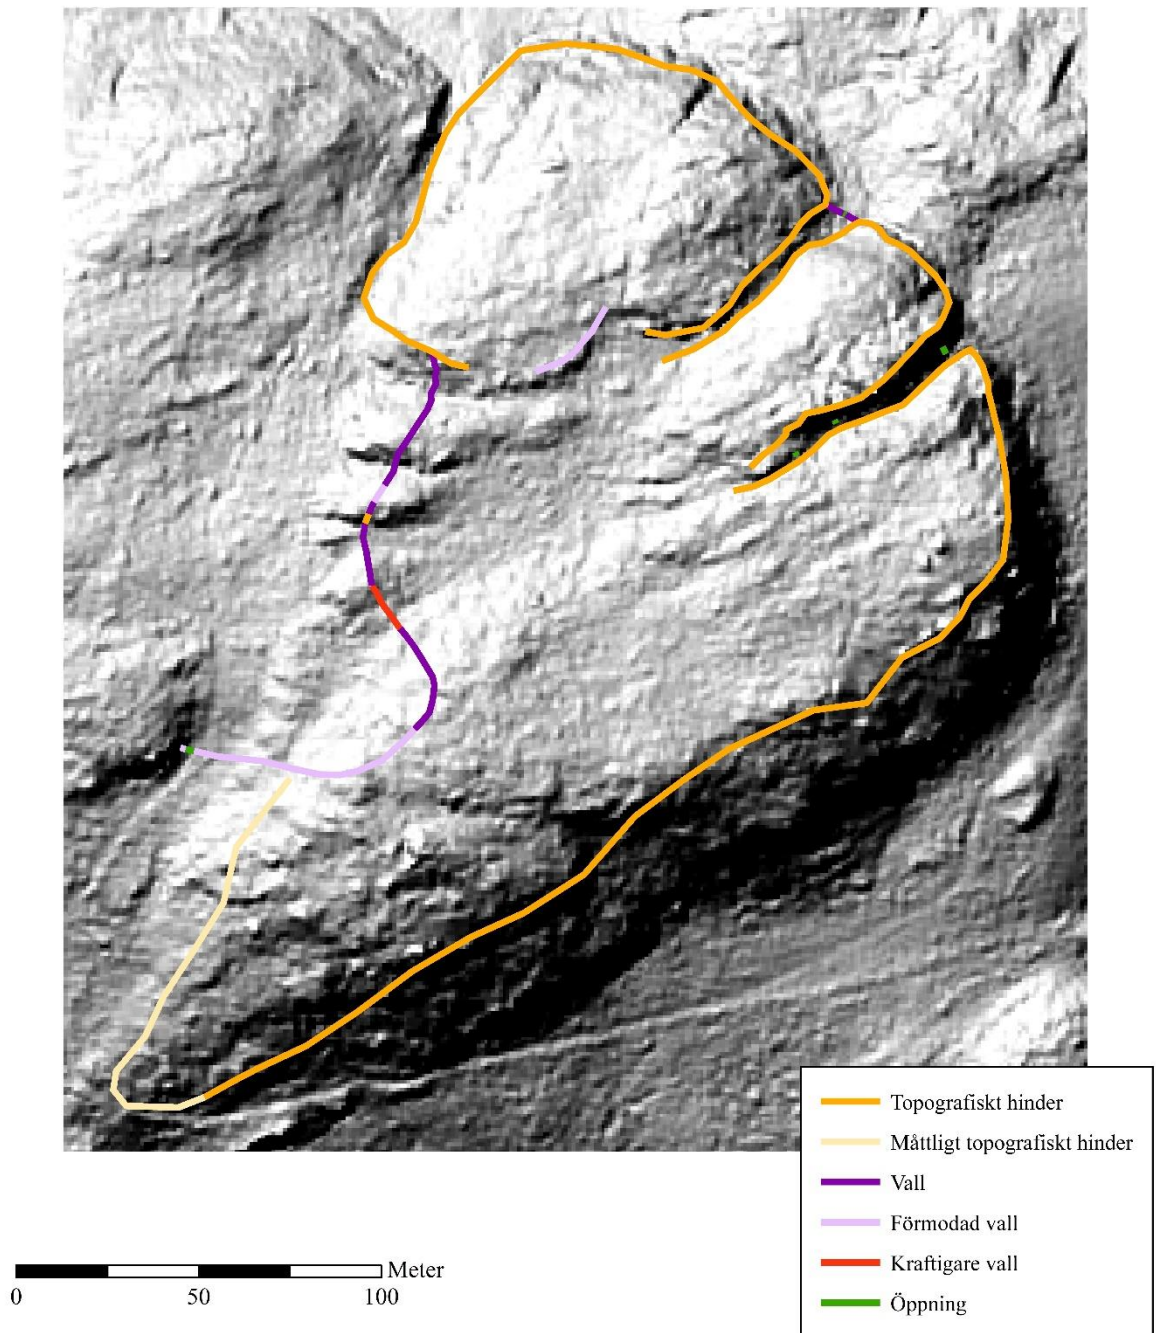 Topografiskt hinder
Måttligt topografiskt hinder
Vall
Förmodad vall
Kraftigare vall
Öppning
Meter
0 50 100